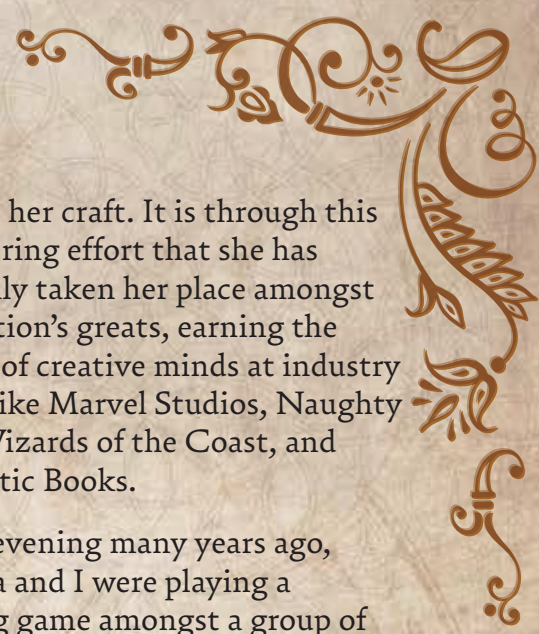 her craft. It is through this
ring effort that she has
ly taken her place amongst
tion's greats, earning the
of creative minds at industry
ike Marvel Studios, Naughty
Wizards of the Coast, and
tic Books.
evening many years ago,
a and I were playing a
g game amongst a group of